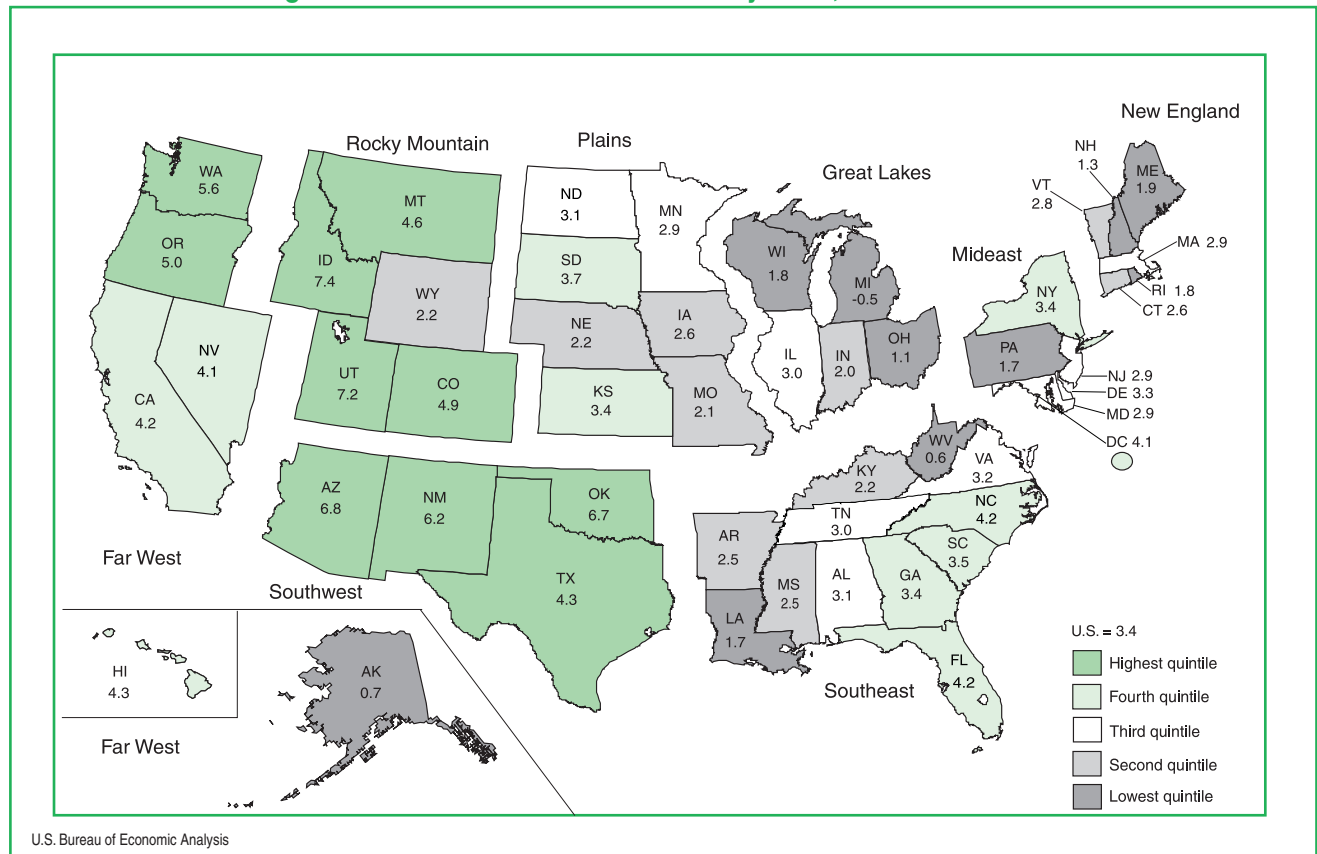 New England
Rocky Mountain
Plains
Great Lakes
Mideast
WA
5.6
OR
5.0
CA
4.2
NV
4.1
ID
7.4
MT
4.6
WY
2.2
UT
7.2
CO
4.9
ND
3.1
MN
2.9
SD
3.7
NE
2.2
IA
2.6
KS
3.4
MO
2.1
WI
1.8
MI
-0.5
IL
3.0
IN
2.0
OH
1.1
NH
1.3
VT
2.8
ME
1.9
MA 2.9
RI 1.8
CT 2.6
NY
3.4
PA
1.7
NJ 2.9
DE 3.3
MD 2.9
DC 4.1
AZ
6.8
NM
6.2
OK
6.7
TX
4.3
Far West
Southwest
WV
0.6
VA
3.2
KY
2.2
TN
3.0
NC
4.2
SC
3.5
AR
2.5
MS
2.5
AL
3.1
GA
3.4
LA
1.7
FL
4.2
Southeast
HI
4.3
Far West
AK
0.7
U.S. = 3.4
Highest quintile
Fourth quintile
Third quintile
Second quintile
Lowest quintile
U.S. Bureau of Economic Analysis